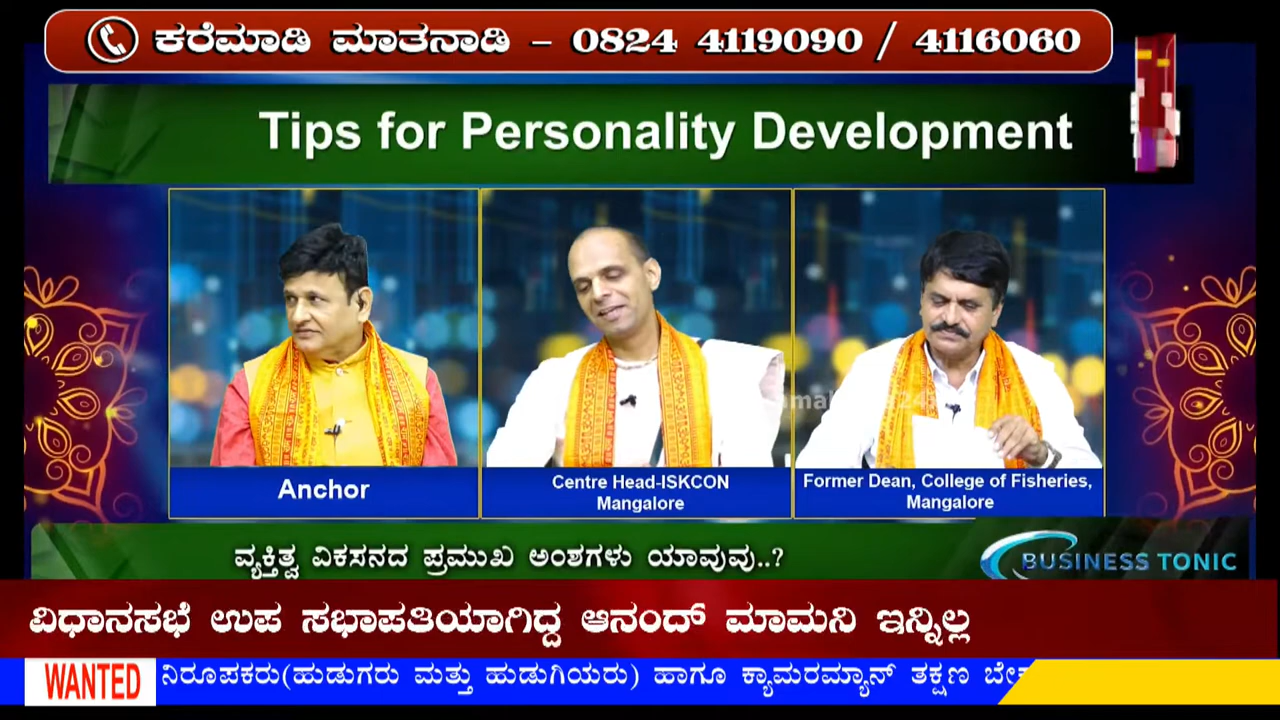 ಕರೆಮಾಡಿ ಮಾತನಾಡಿ – 0824 4119090 / 4116060
Tips for Personality Development
Anchor
Centre Head-ISKCON
Mangalore
Former Dean, College of Fisheries,
Mangalore
ವ್ಯಕ್ತಿತ್ವ ವಿಕಸನದ ಪ್ರಮುಖ ಅಂಶಗಳು ಯಾವುವು..?
BUSINESS TONIC
ವಿಧಾನಸಭೆ ಉಪ ಸಭಾಪತಿಯಾಗಿದ್ದ ಆನಂದ್ ಮಾಮನಿ ಇನ್ನಿಲ್ಲ
WANTED ನಿರೂಪಕರು(ಹುಡುಗರು ಮತ್ತು ಹುಡುಗಿಯರು) ಹಾಗೂ ಕ್ಯಾಮರಮ್ಯಾನ್ ತಕ್ಷಣ